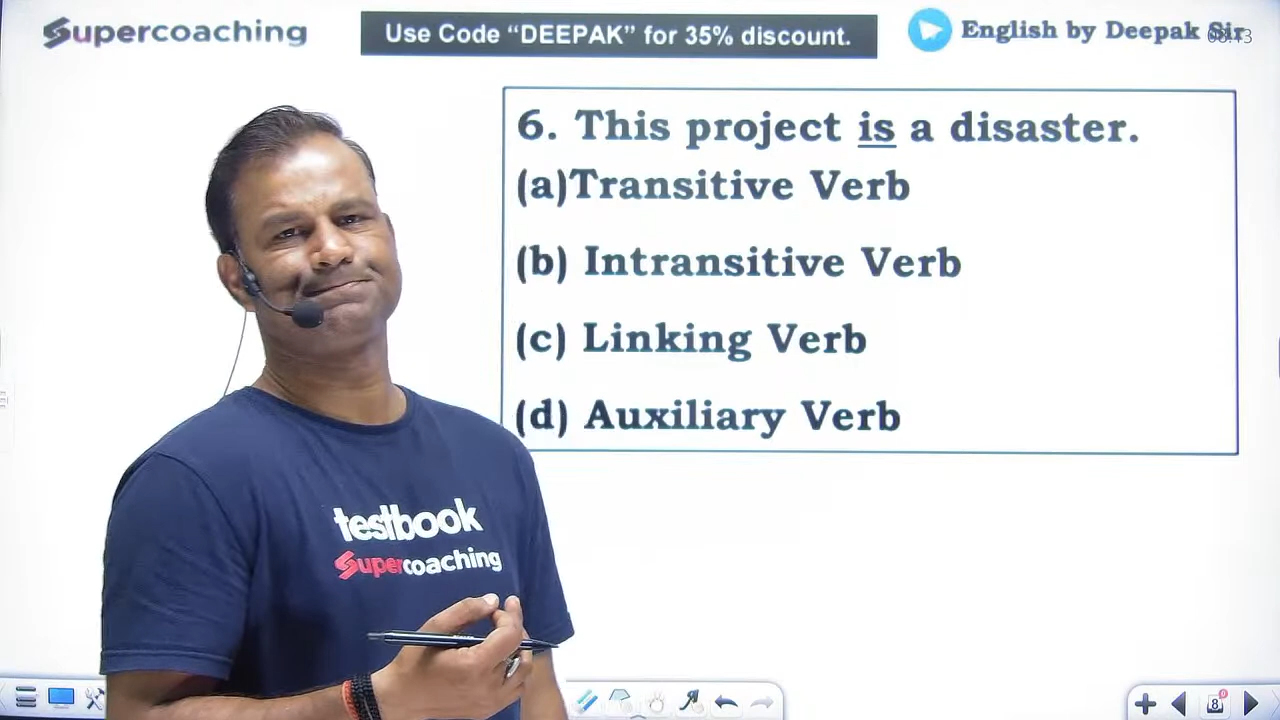 Supercoaching
Use Code “DEEPAK” for 35% discount.
English by Deepak Sir
6. This project is a disaster.
(a)Transitive Verb
(b) Intransitive Verb
(c) Linking Verb
(d) Auxiliary Verb
testbook
Supercoaching
8